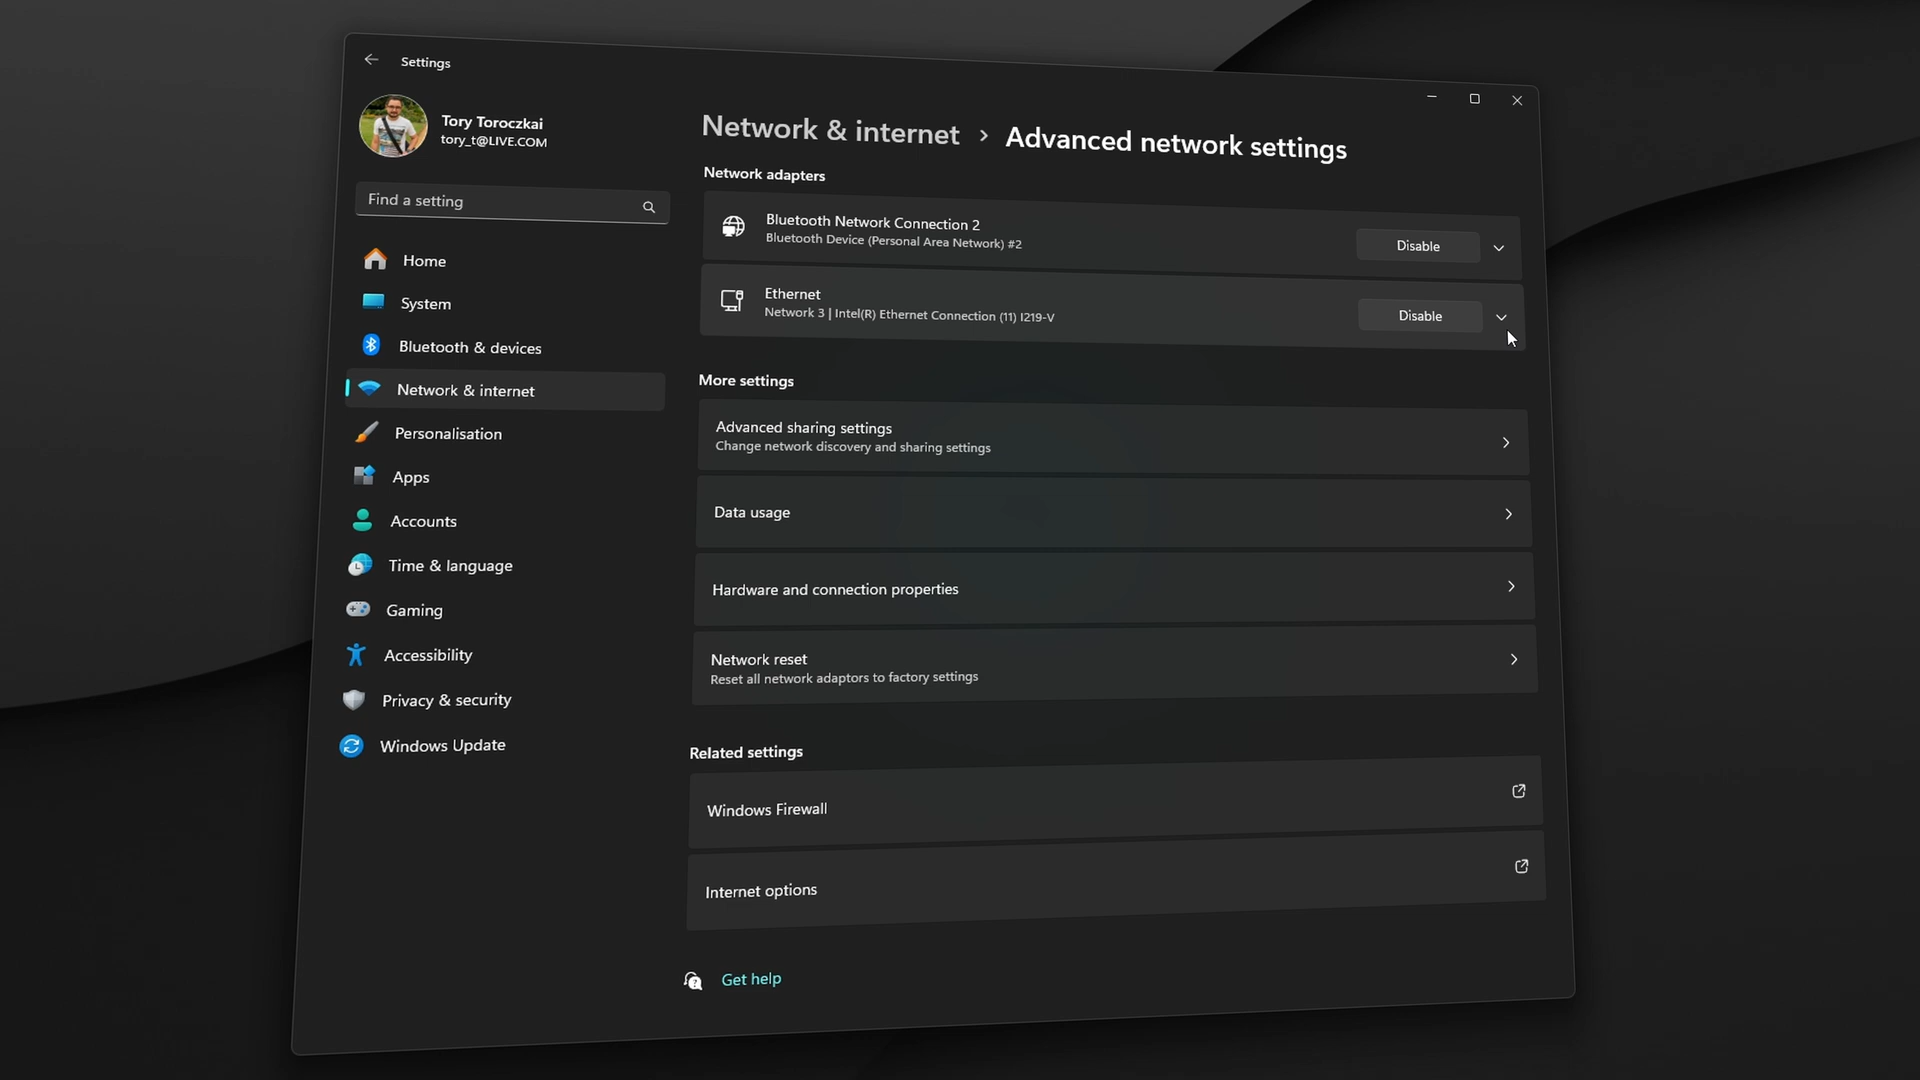 Settings
Tory Toroczkai
tory_t@LIVE.COM
Find a setting
Home
System
Bluetooth & devices
Network & internet
Personalisation
Apps
Accounts
Time & language
Gaming
Accessibility
Privacy & security
Windows Update
Network & internet › Advanced network settings
Network adapters
Bluetooth Network Connection 2
Bluetooth Device (Personal Area Network) #2
Disable
Ethernet
Network 3 | Intel(R) Ethernet Connection (11) I219-V
Disable
More settings
Advanced sharing settings
Change network discovery and sharing settings
Data usage
Hardware and connection properties
Network reset
Reset all network adaptors to factory settings
Related settings
Windows Firewall
Internet options
Get help